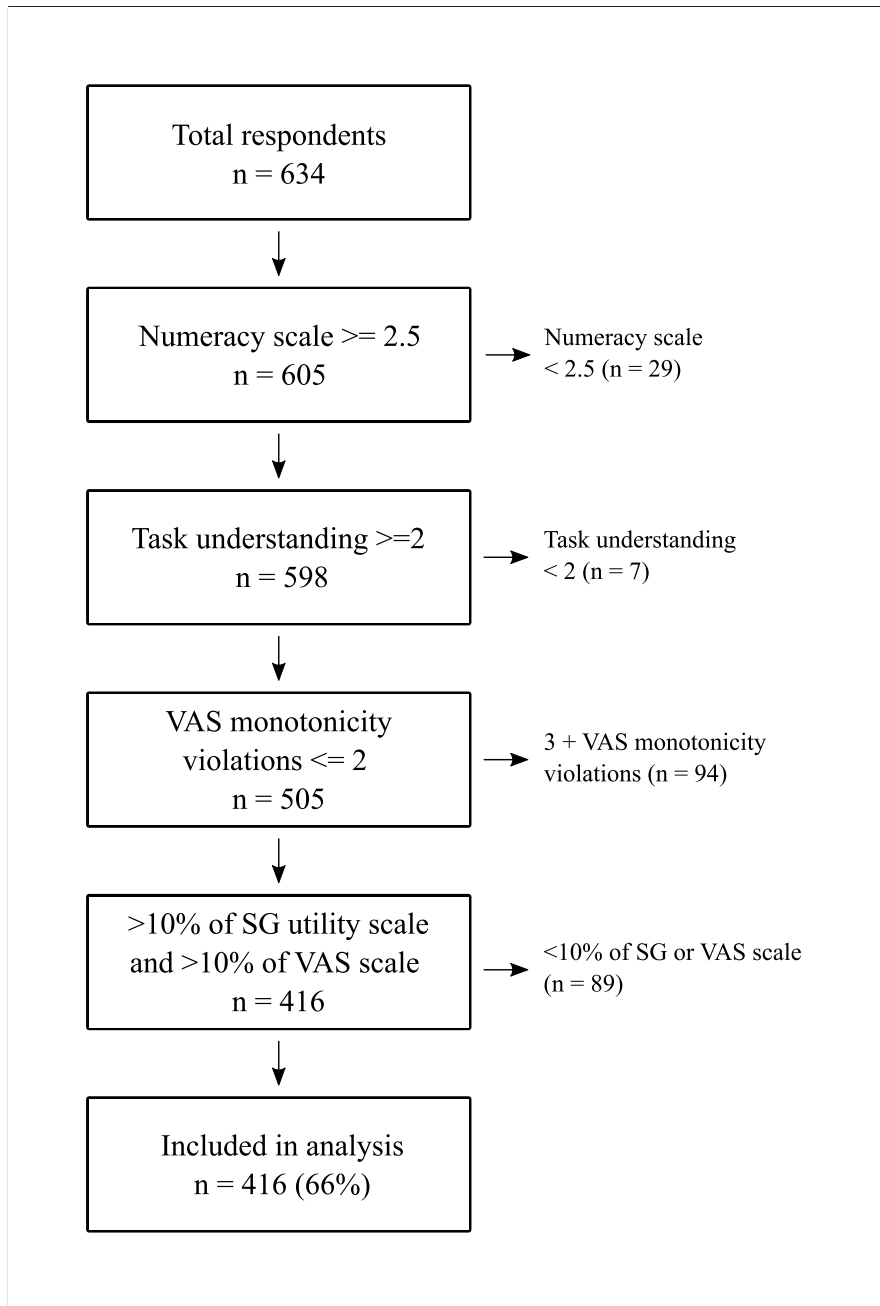 Total respondents
n = 634
Numeracy scale >= 2.5
n = 605
Numeracy scale
< 2.5 (n = 29)
Task understanding >=2
n = 598
Task understanding
< 2 (n = 7)
VAS monotonicity
violations <= 2
n = 505
3 + VAS monotonicity
violations (n = 94)
>10% of SG utility scale
and >10% of VAS scale
n = 416
<10% of SG or VAS scale
(n = 89)
Included in analysis
n = 416 (66%)